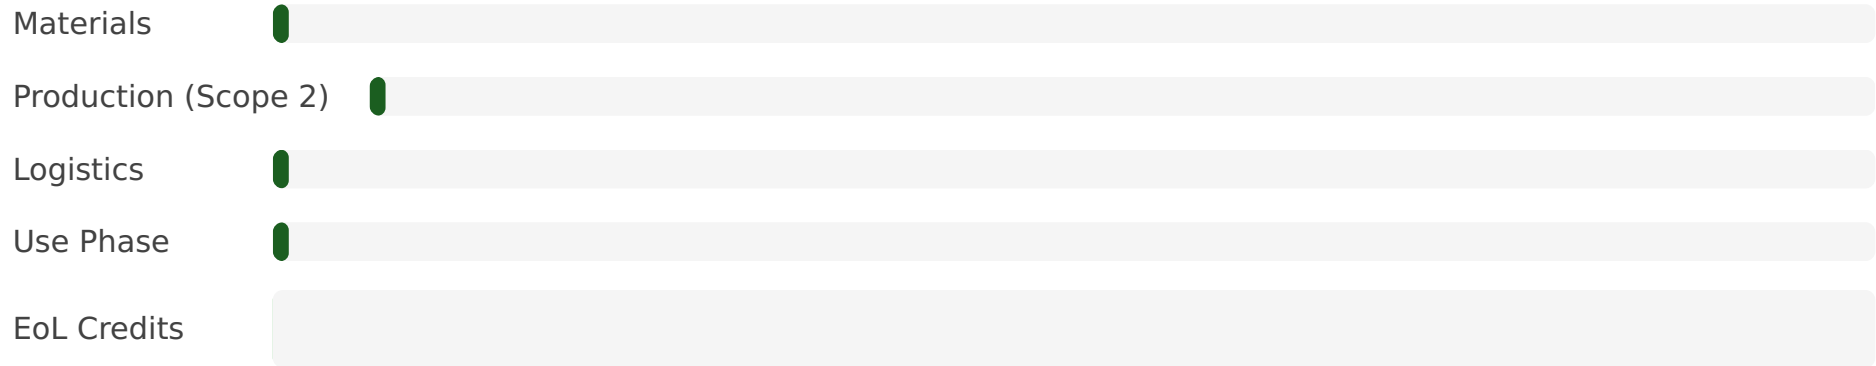 Materials
Production (Scope 2)
Logistics
Use Phase
EoL Credits